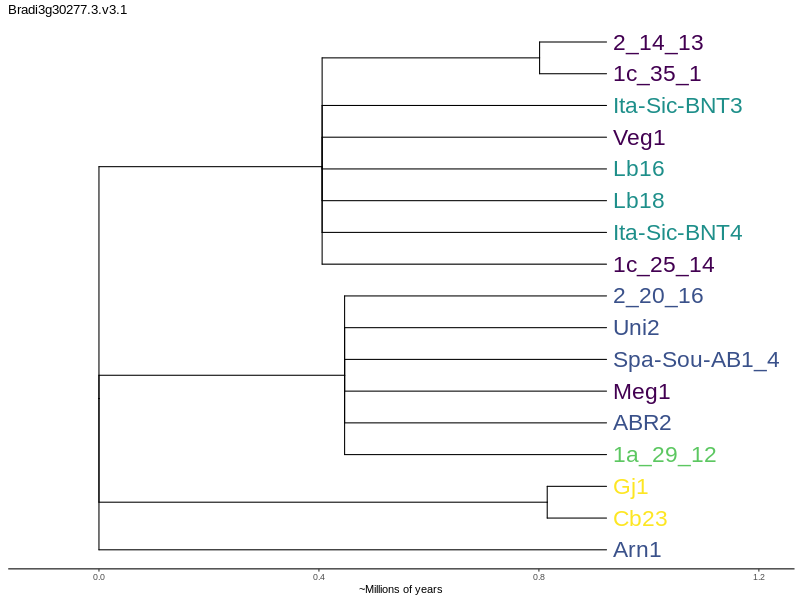 Bradi3g30277.3.v3.1
2_14_13
1c_35_1
Ita-Sic-BNT3
Veg1
Lb16
Lb18
Ita-Sic-BNT4
1c_25_14
2_20_16
Uni2
Spa-Sou-AB1_4
Meg1
ABR2
1a_29_12
Gj1
Cb23
Arn1
0.0 0.4 0.8 1.2
~Millions of years